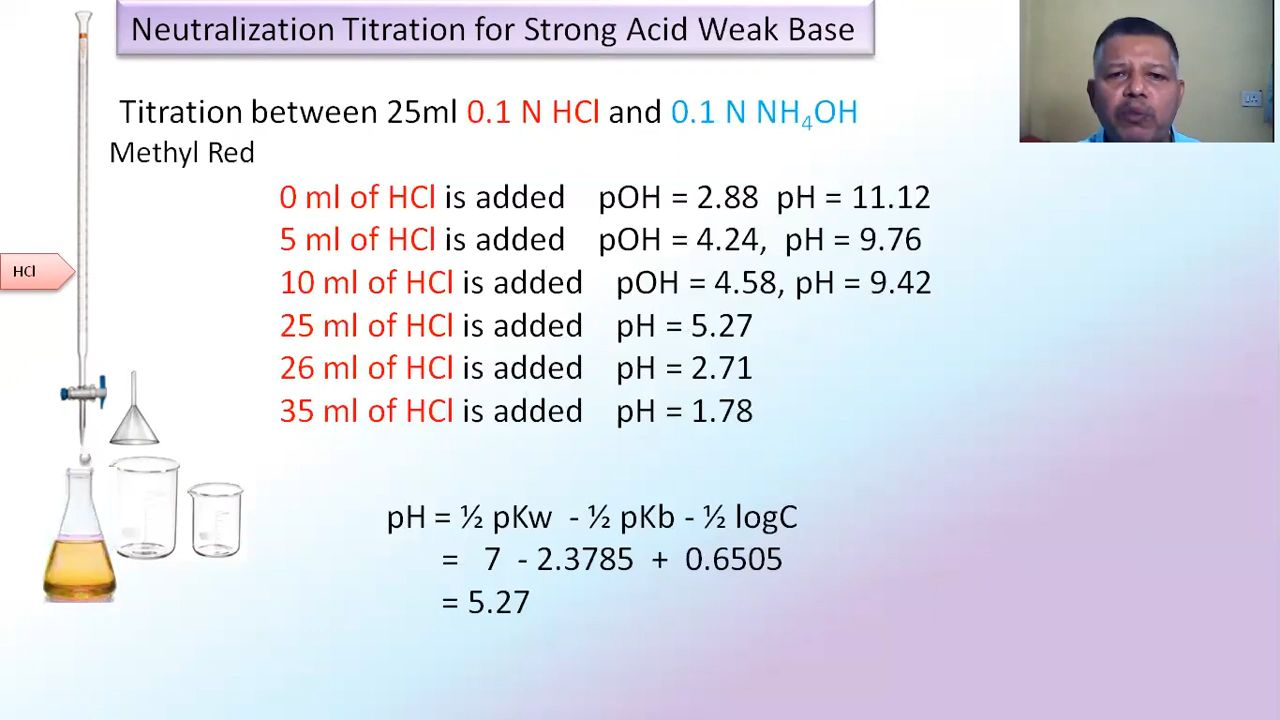 Neutralization Titration for Strong Acid Weak Base
Titration between 25ml 0.1 N HCl and 0.1 N NH₄OH
Methyl Red
0 ml of HCl is added pOH = 2.88 pH = 11.12
5 ml of HCl is added pOH = 4.24, pH = 9.76
HCl
10 ml of HCl is added pOH = 4.58, pH = 9.42
25 ml of HCl is added pH = 5.27
26 ml of HCl is added pH = 2.71
35 ml of HCl is added pH = 1.78
pH = ½ pKw - ½ pKb - ½ logC
= 7 - 2.3785 + 0.6505
= 5.27